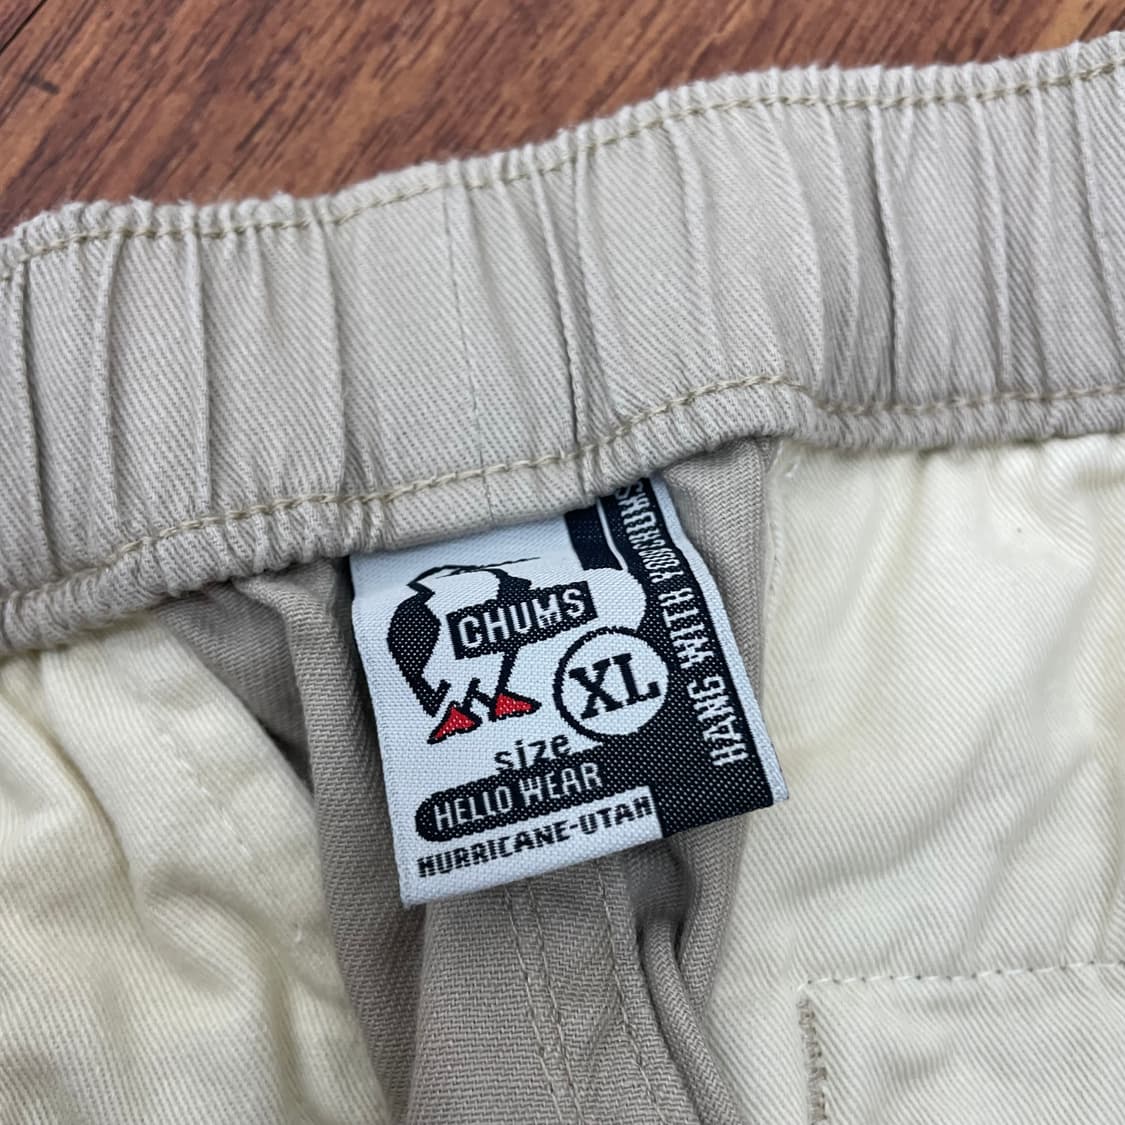 CHUMS
XL
size
HELLO WEAR
HURRICANE-UTAH
HANG WITH YOUR CHUMS